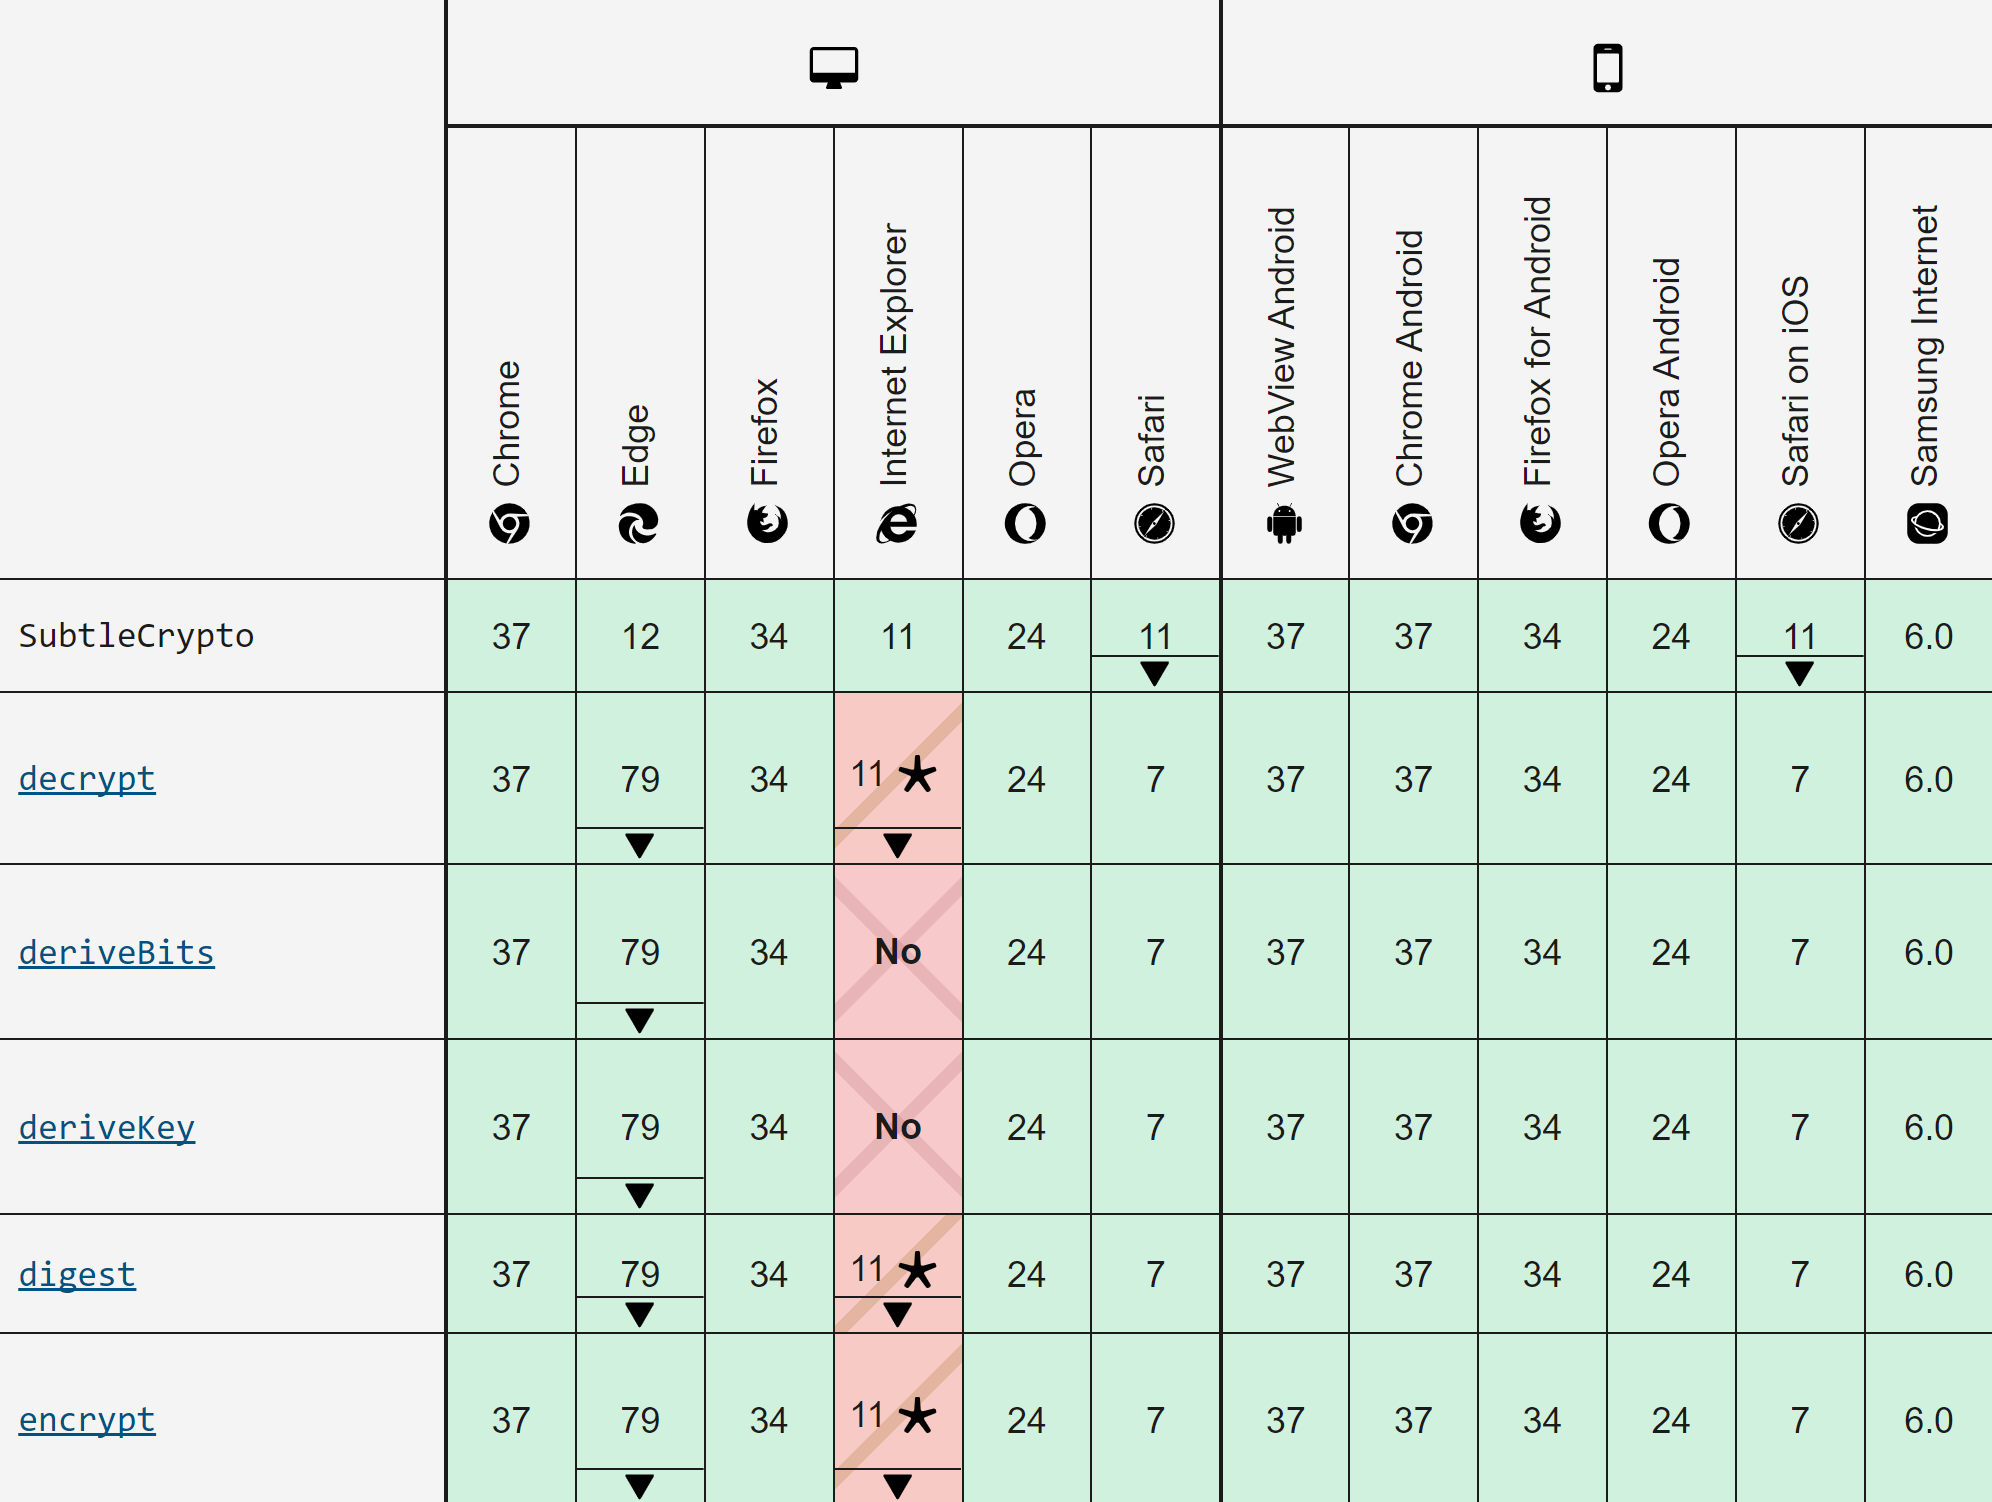 Chrome
Edge
Firefox
Internet Explorer
Opera
Safari
WebView Android
Chrome Android
Firefox for Android
Opera Android
Safari on iOS
Samsung Internet
SubtleCrypto 37 12 34 11 24 11 37 37 34 24 11 6.0
decrypt 37 79 34 11 * 24 7 37 37 34 24 7 6.0
deriveBits 37 79 34 No 24 7 37 37 34 24 7 6.0
deriveKey 37 79 34 No 24 7 37 37 34 24 7 6.0
digest 37 79 34 11 * 24 7 37 37 34 24 7 6.0
encrypt 37 79 34 11 * 24 7 37 37 34 24 7 6.0